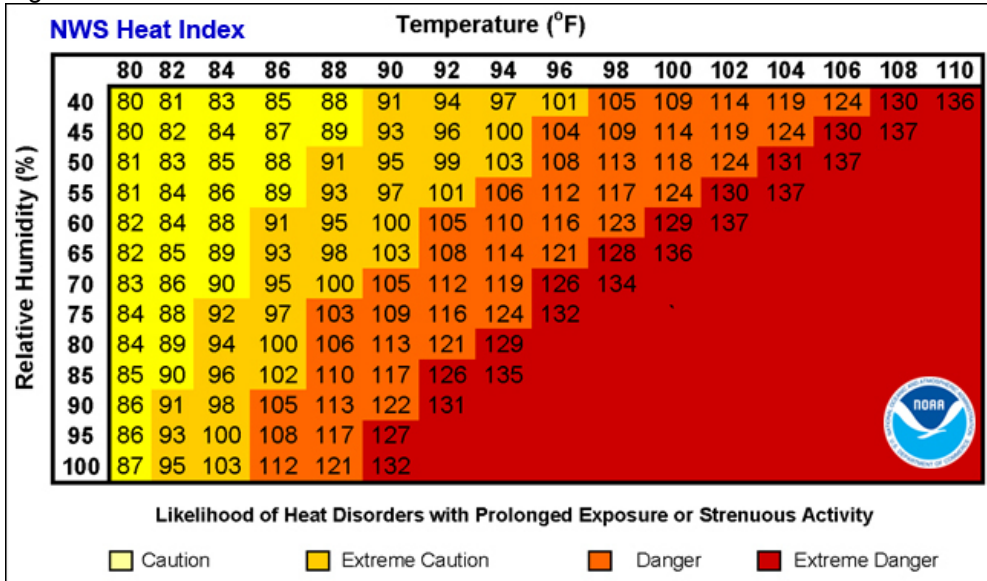 NWS Heat Index Temperature (°F)
80 82 84 86 88 90 92 94 96 98 100 102 104 106 108 110
40 80 81 83 85 88 91 94 97 101 105 109 114 119 124 130 136
45 80 82 84 87 89 93 96 100 104 109 114 119 124 130 137
50 81 83 85 88 91 95 99 103 108 113 118 124 131 137
55 81 84 86 89 93 97 101 106 112 117 124 130 137
60 82 84 88 91 95 100 105 110 116 123 129 137
65 82 85 89 93 98 103 108 114 121 128 136
70 83 86 90 95 100 105 112 119 126 134
75 84 88 92 97 103 109 116 124 132
80 84 89 94 100 106 113 121 129
85 85 90 96 102 110 117 126 135
90 86 91 98 105 113 122 131
95 86 93 100 108 117 127
100 87 95 103 112 121 132
Relative Humidity (%)
NOAA
Likelihood of Heat Disorders with Prolonged Exposure or Strenuous Activity
Caution Extreme Caution Danger Extreme Danger